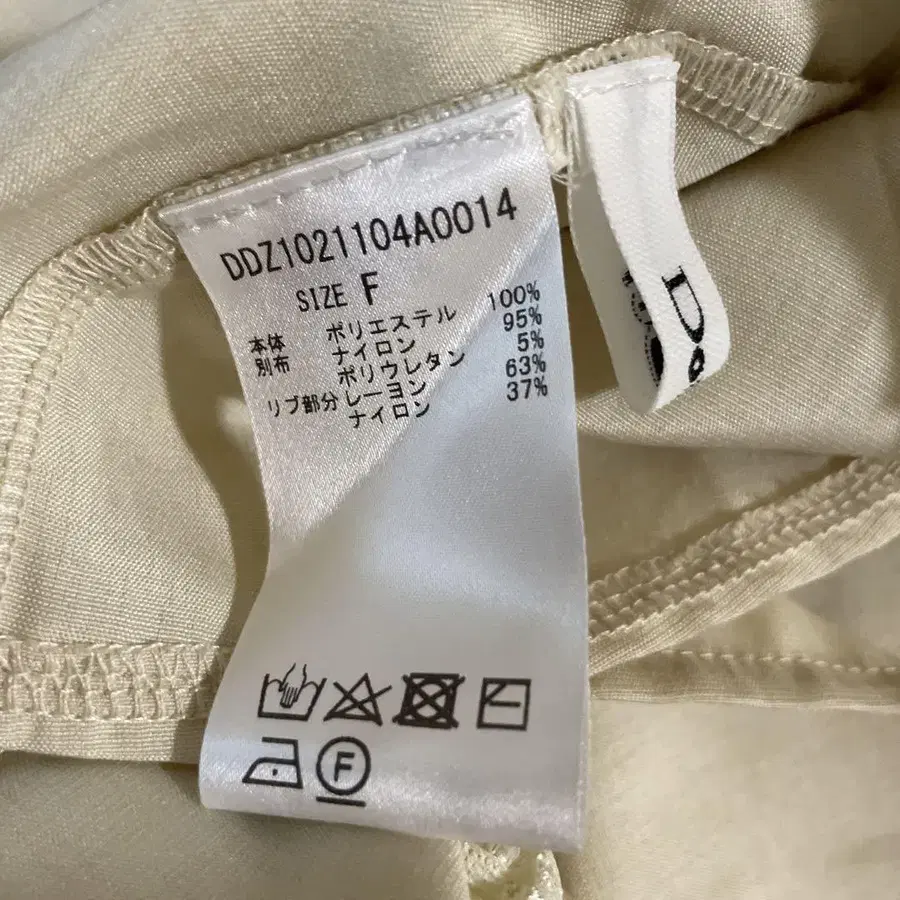 DDZ1021104A0014
SIZE F
本体 ポリエステル 100%
別布 ナイロン 95%
ポリウレタン 5%
リブ部分 レーヨン 63%
ナイロン 37%
F